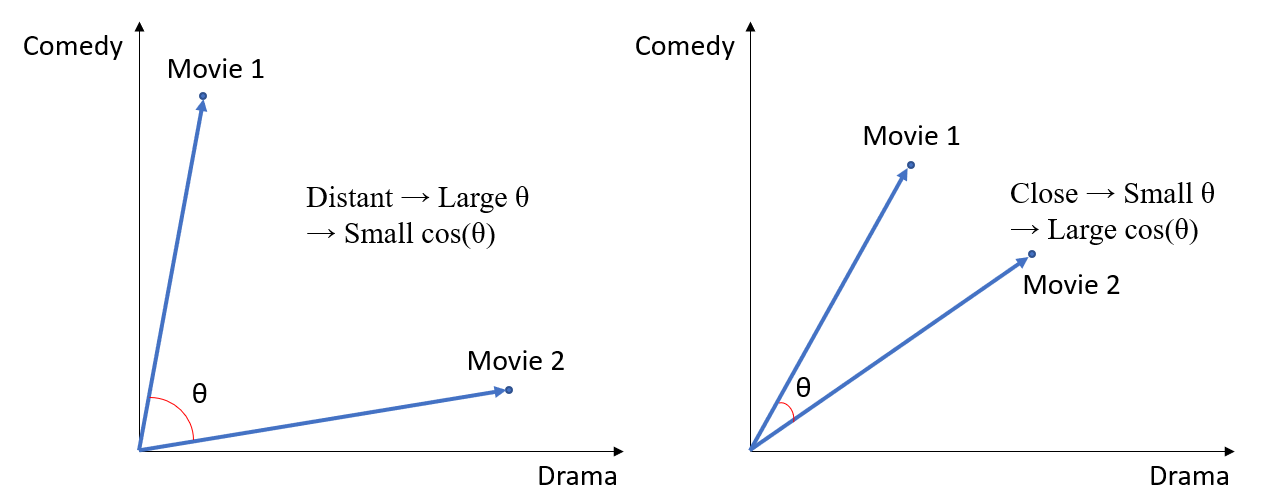 Comedy
Movie 1
Distant → Large θ
→ Small cos(θ)
Movie 2
θ
Drama
Comedy
Movie 1
Close → Small θ
→ Large cos(θ)
Movie 2
θ
Drama